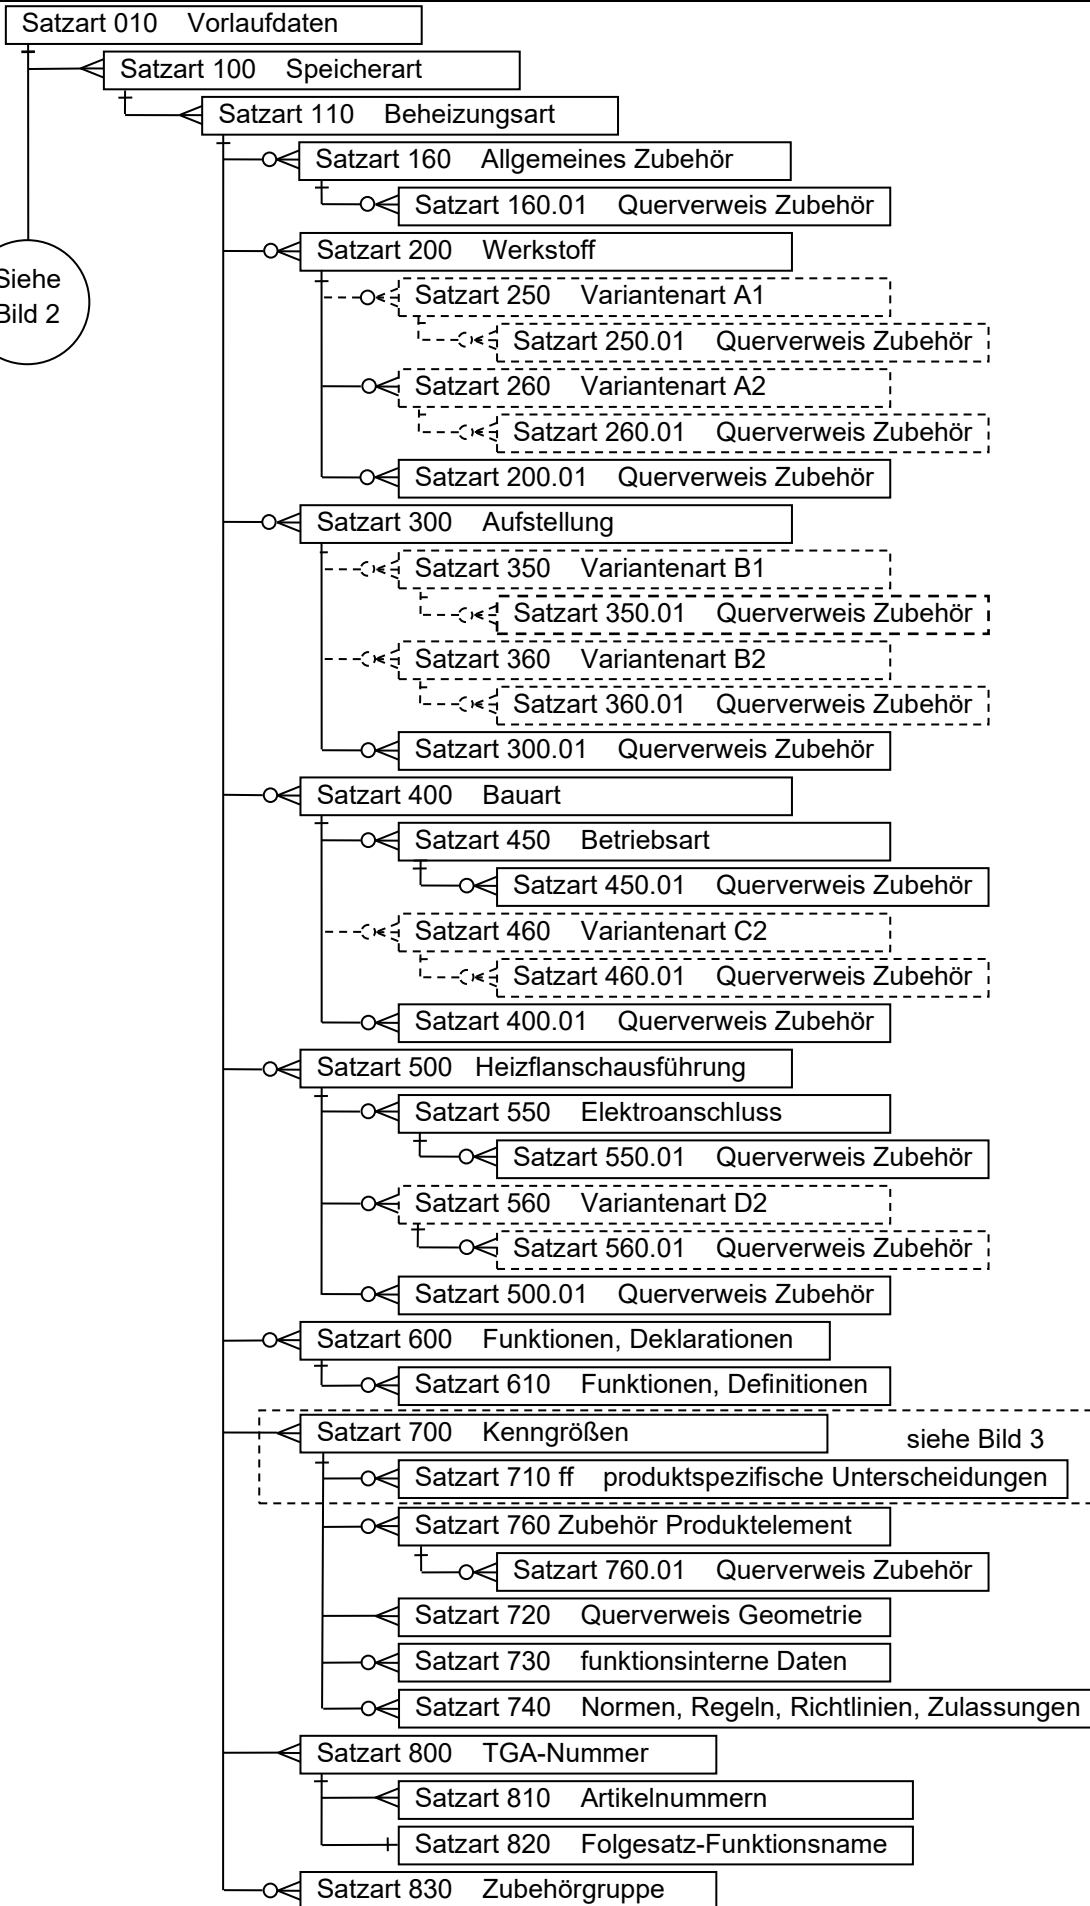 Satzart 010 Vorlaufdaten
Satzart 100 Speicherart
Satzart 110 Beheizungsart
Satzart 160 Allgemeines Zubehör
Satzart 160.01 Querverweis Zubehör
Satzart 200 Werkstoff
Siehe
Bild 2
Satzart 250 Variantenart A1
Satzart 250.01 Querverweis Zubehör
Satzart 260 Variantenart A2
Satzart 260.01 Querverweis Zubehör
Satzart 200.01 Querverweis Zubehör
Satzart 300 Aufstellung
Satzart 350 Variantenart B1
Satzart 350.01 Querverweis Zubehör
Satzart 360 Variantenart B2
Satzart 360.01 Querverweis Zubehör
Satzart 300.01 Querverweis Zubehör
Satzart 400 Bauart
Satzart 450 Betriebsart
Satzart 450.01 Querverweis Zubehör
Satzart 460 Variantenart C2
Satzart 460.01 Querverweis Zubehör
Satzart 400.01 Querverweis Zubehör
Satzart 500 Heizflanschausführung
Satzart 550 Elektroanschluss
Satzart 550.01 Querverweis Zubehör
Satzart 560 Variantenart D2
Satzart 560.01 Querverweis Zubehör
Satzart 500.01 Querverweis Zubehör
Satzart 600 Funktionen, Deklarationen
Satzart 610 Funktionen, Definitionen
Satzart 700 Kenngrößen
siehe Bild 3
Satzart 710 ff produktspezifische Unterscheidungen
Satzart 760 Zubehör Produktelement
Satzart 760.01 Querverweis Zubehör
Satzart 720 Querverweis Geometrie
Satzart 730 funktionsinterne Daten
Satzart 740 Normen, Regeln, Richtlinien, Zulassungen
Satzart 800 TGA-Nummer
Satzart 810 Artikelnummern
Satzart 820 Folgesatz-Funktionsname
Satzart 830 Zubehörgruppe